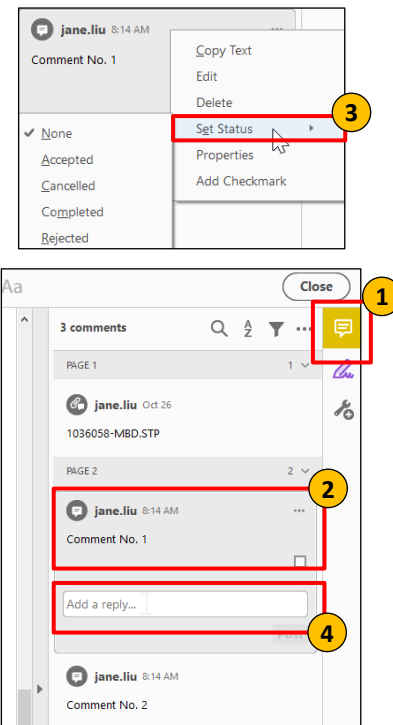 jane.liu 8:14 AM ...
Comment No. 1
Copy Text
Edit
Delete
Set Status
3
Properties
Add Checkmark
None
Accepted
Cancelled
Completed
Rejected
Aa
Close
1
3 comments
A
Z
...
PAGE 1 1
jane.liu Oct 26
1036058-MBD.STP
PAGE 2 2
2
jane.liu 8:14 AM ...
Comment No. 1
Add a reply...
Post
4
jane.liu 8:14 AM
Comment No. 2